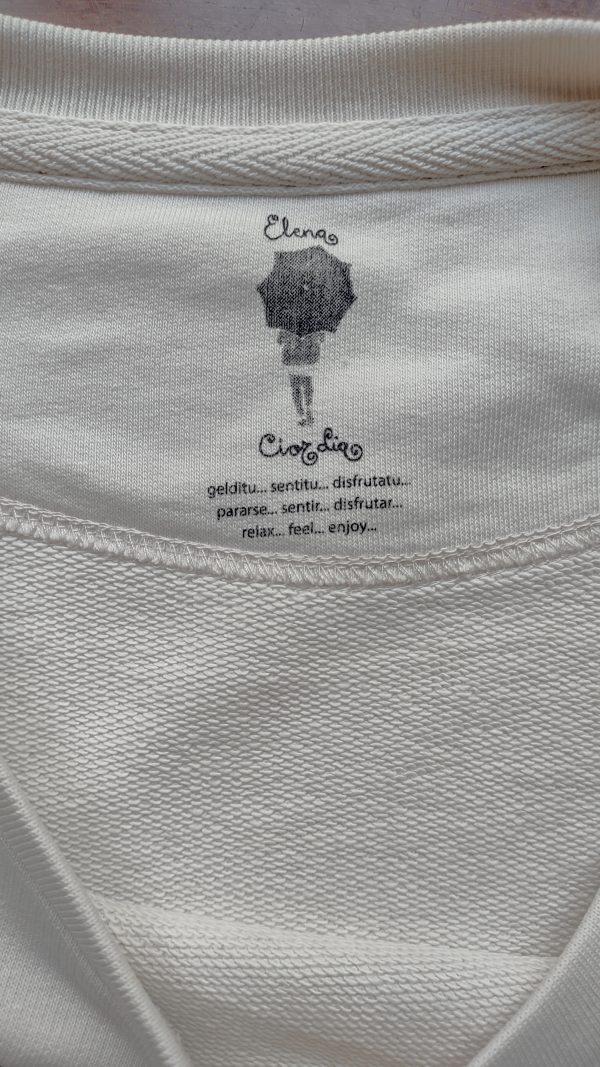 Elena
Ciordia
gelditu... sentitu... disfrutatu...
pararse... sentir... disfrutar...
relax... feel... enjoy...